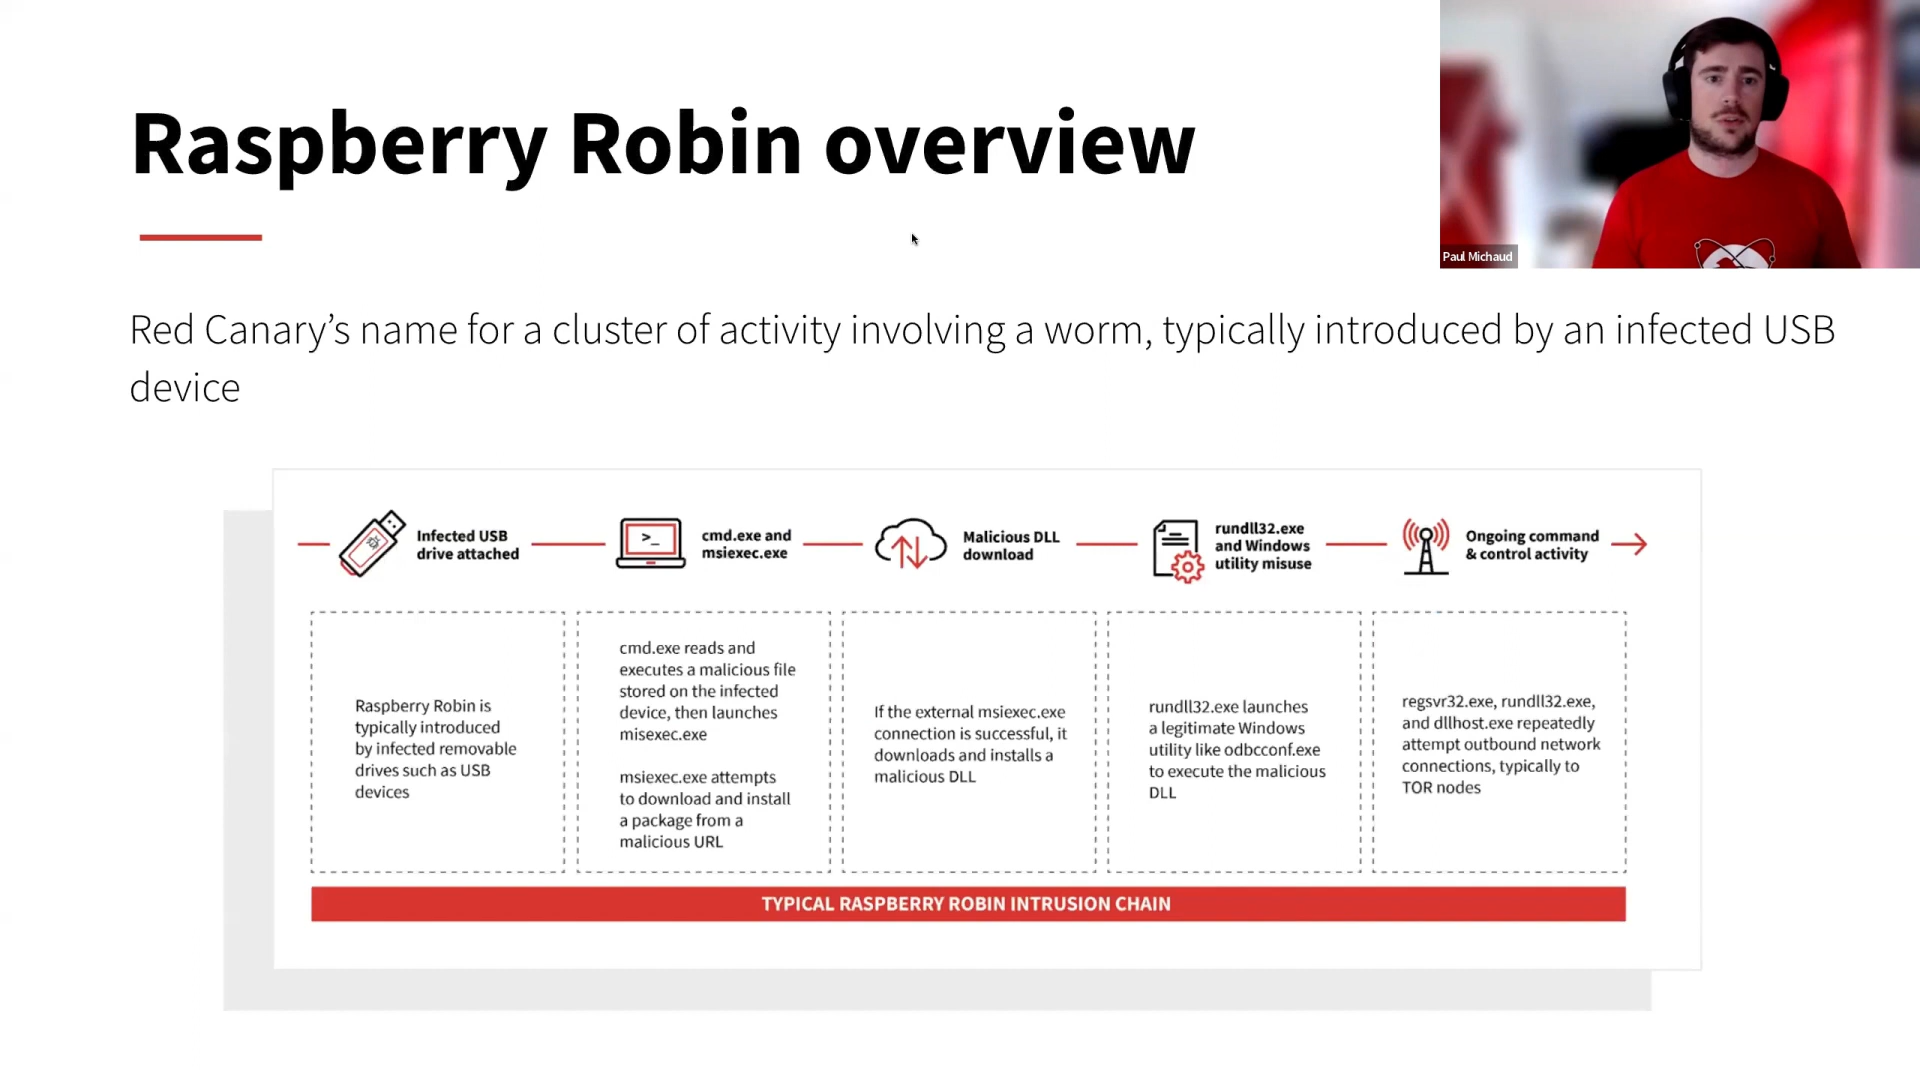 Raspberry Robin overview
Paul Michaud
Red Canary’s name for a cluster of activity involving a worm, typically introduced by an infected USB
device
Infected USB
drive attached
cmd.exe and
msiexec.exe
Malicious DLL
download
rundll32.exe
and Windows
utility misuse
Ongoing command
& control activity
>_
Raspberry Robin is
typically introduced
by infected removable
drives such as USB
devices
cmd.exe reads and
executes a malicious file
stored on the infected
device, then launches
misexec.exe
msiexec.exe attempts
to download and install
a package from a
malicious URL
If the external msiexec.exe
connection is successful, it
downloads and installs a
malicious DLL
rundll32.exe launches
a legitimate Windows
utility like odbcconf.exe
to execute the malicious
DLL
regsvr32.exe, rundll32.exe,
and dllhost.exe repeatedly
attempt outbound network
connections, typically to
TOR nodes
TYPICAL RASPBERRY ROBIN INTRUSION CHAIN